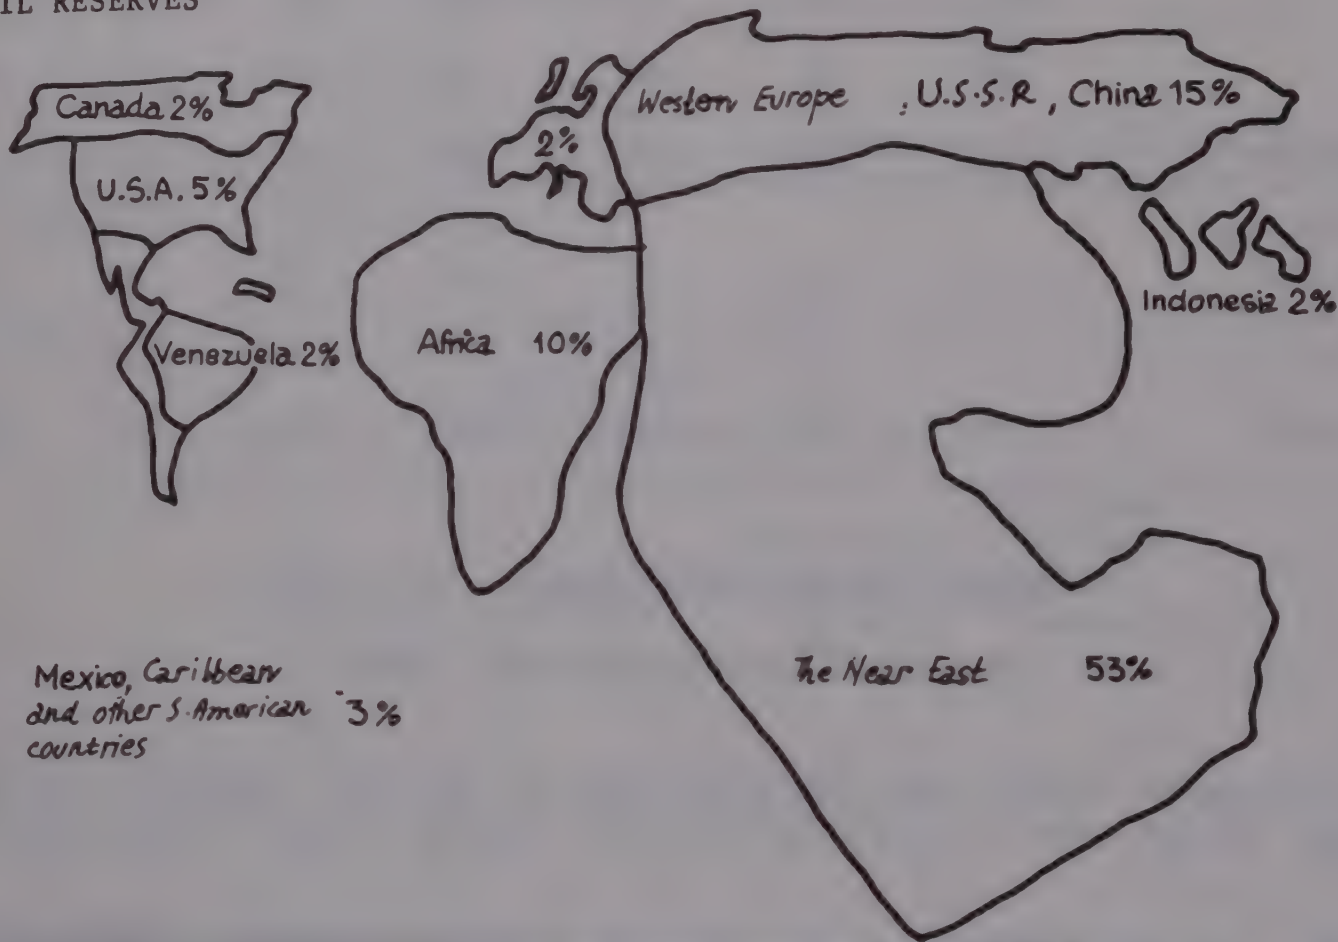 IL RESERVES
Canada 2%
U.S.A. 5%
Venezuela 2%
2%
Western Europe , U.S.S.R , China 15%
Indonesia 2%
Africa 10%
The Near East 53%
Mexico, Caribbean
and other S. American 3%
countries